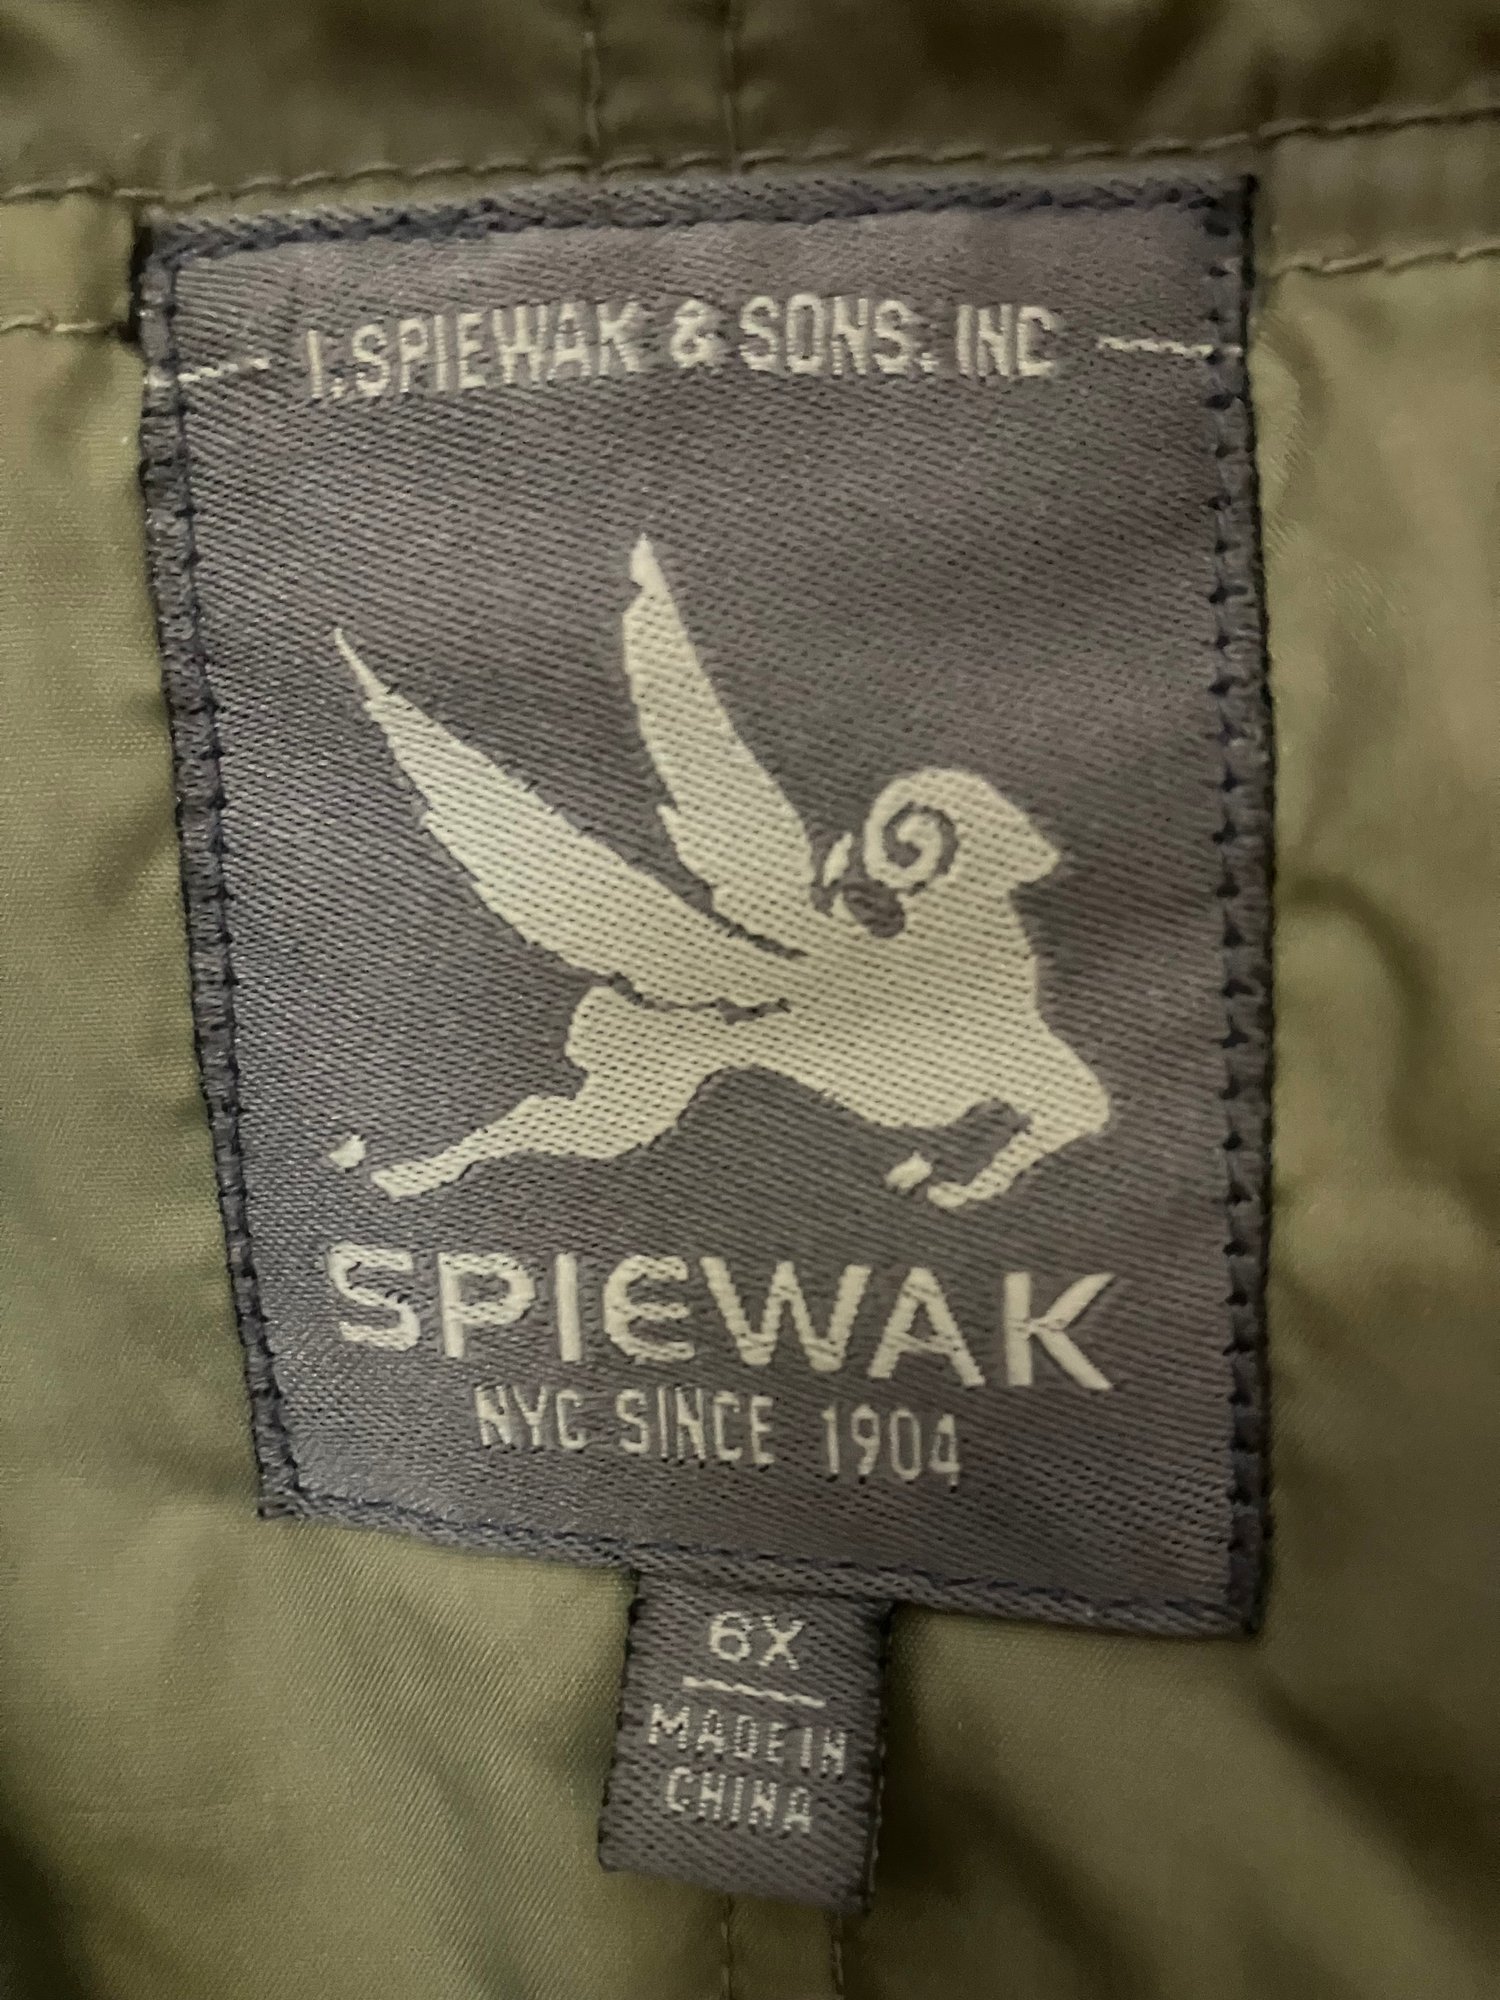 I.SPIEWAK & SONS. INC
SPIEWAK
NYC SINCE 1904
6X
MADE IN
CHINA